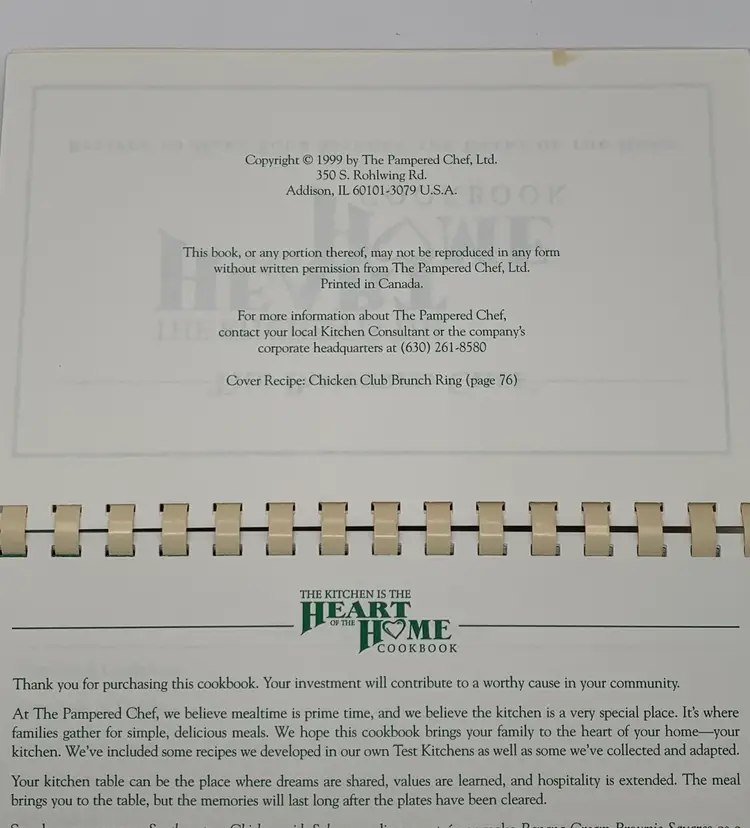 Copyright © 1999 by The Pampered Chef, Ltd.
350 S. Rohlwing Rd.
Addison, IL 60101-3079 U.S.A.
This book, or any portion thereof, may not be reproduced in any form
without written permission from The Pampered Chef, Ltd.
Printed in Canada.
For more information about The Pampered Chef,
contact your local Kitchen Consultant or the company's
corporate headquarters at (630) 261-8580
Cover Recipe: Chicken Club Brunch Ring (page 76)
THE KITCHEN IS THE
HEART
OF THE HOME
COOKBOOK
Thank you for purchasing this cookbook. Your investment will contribute to a worthy cause in your community.
At The Pampered Chef, we believe mealtime is prime time, and we believe the kitchen is a very special place. It's where
families gather for simple, delicious meals. We hope this cookbook brings your family to the heart of your home—your
kitchen. We've included some recipes we developed in our own Test Kitchens as well as some we've collected and adapted.
Your kitchen table can be the place where dreams are shared, values are learned, and hospitality is extended. The meal
brings you to the table, but the memories will last long after the plates have been cleared.